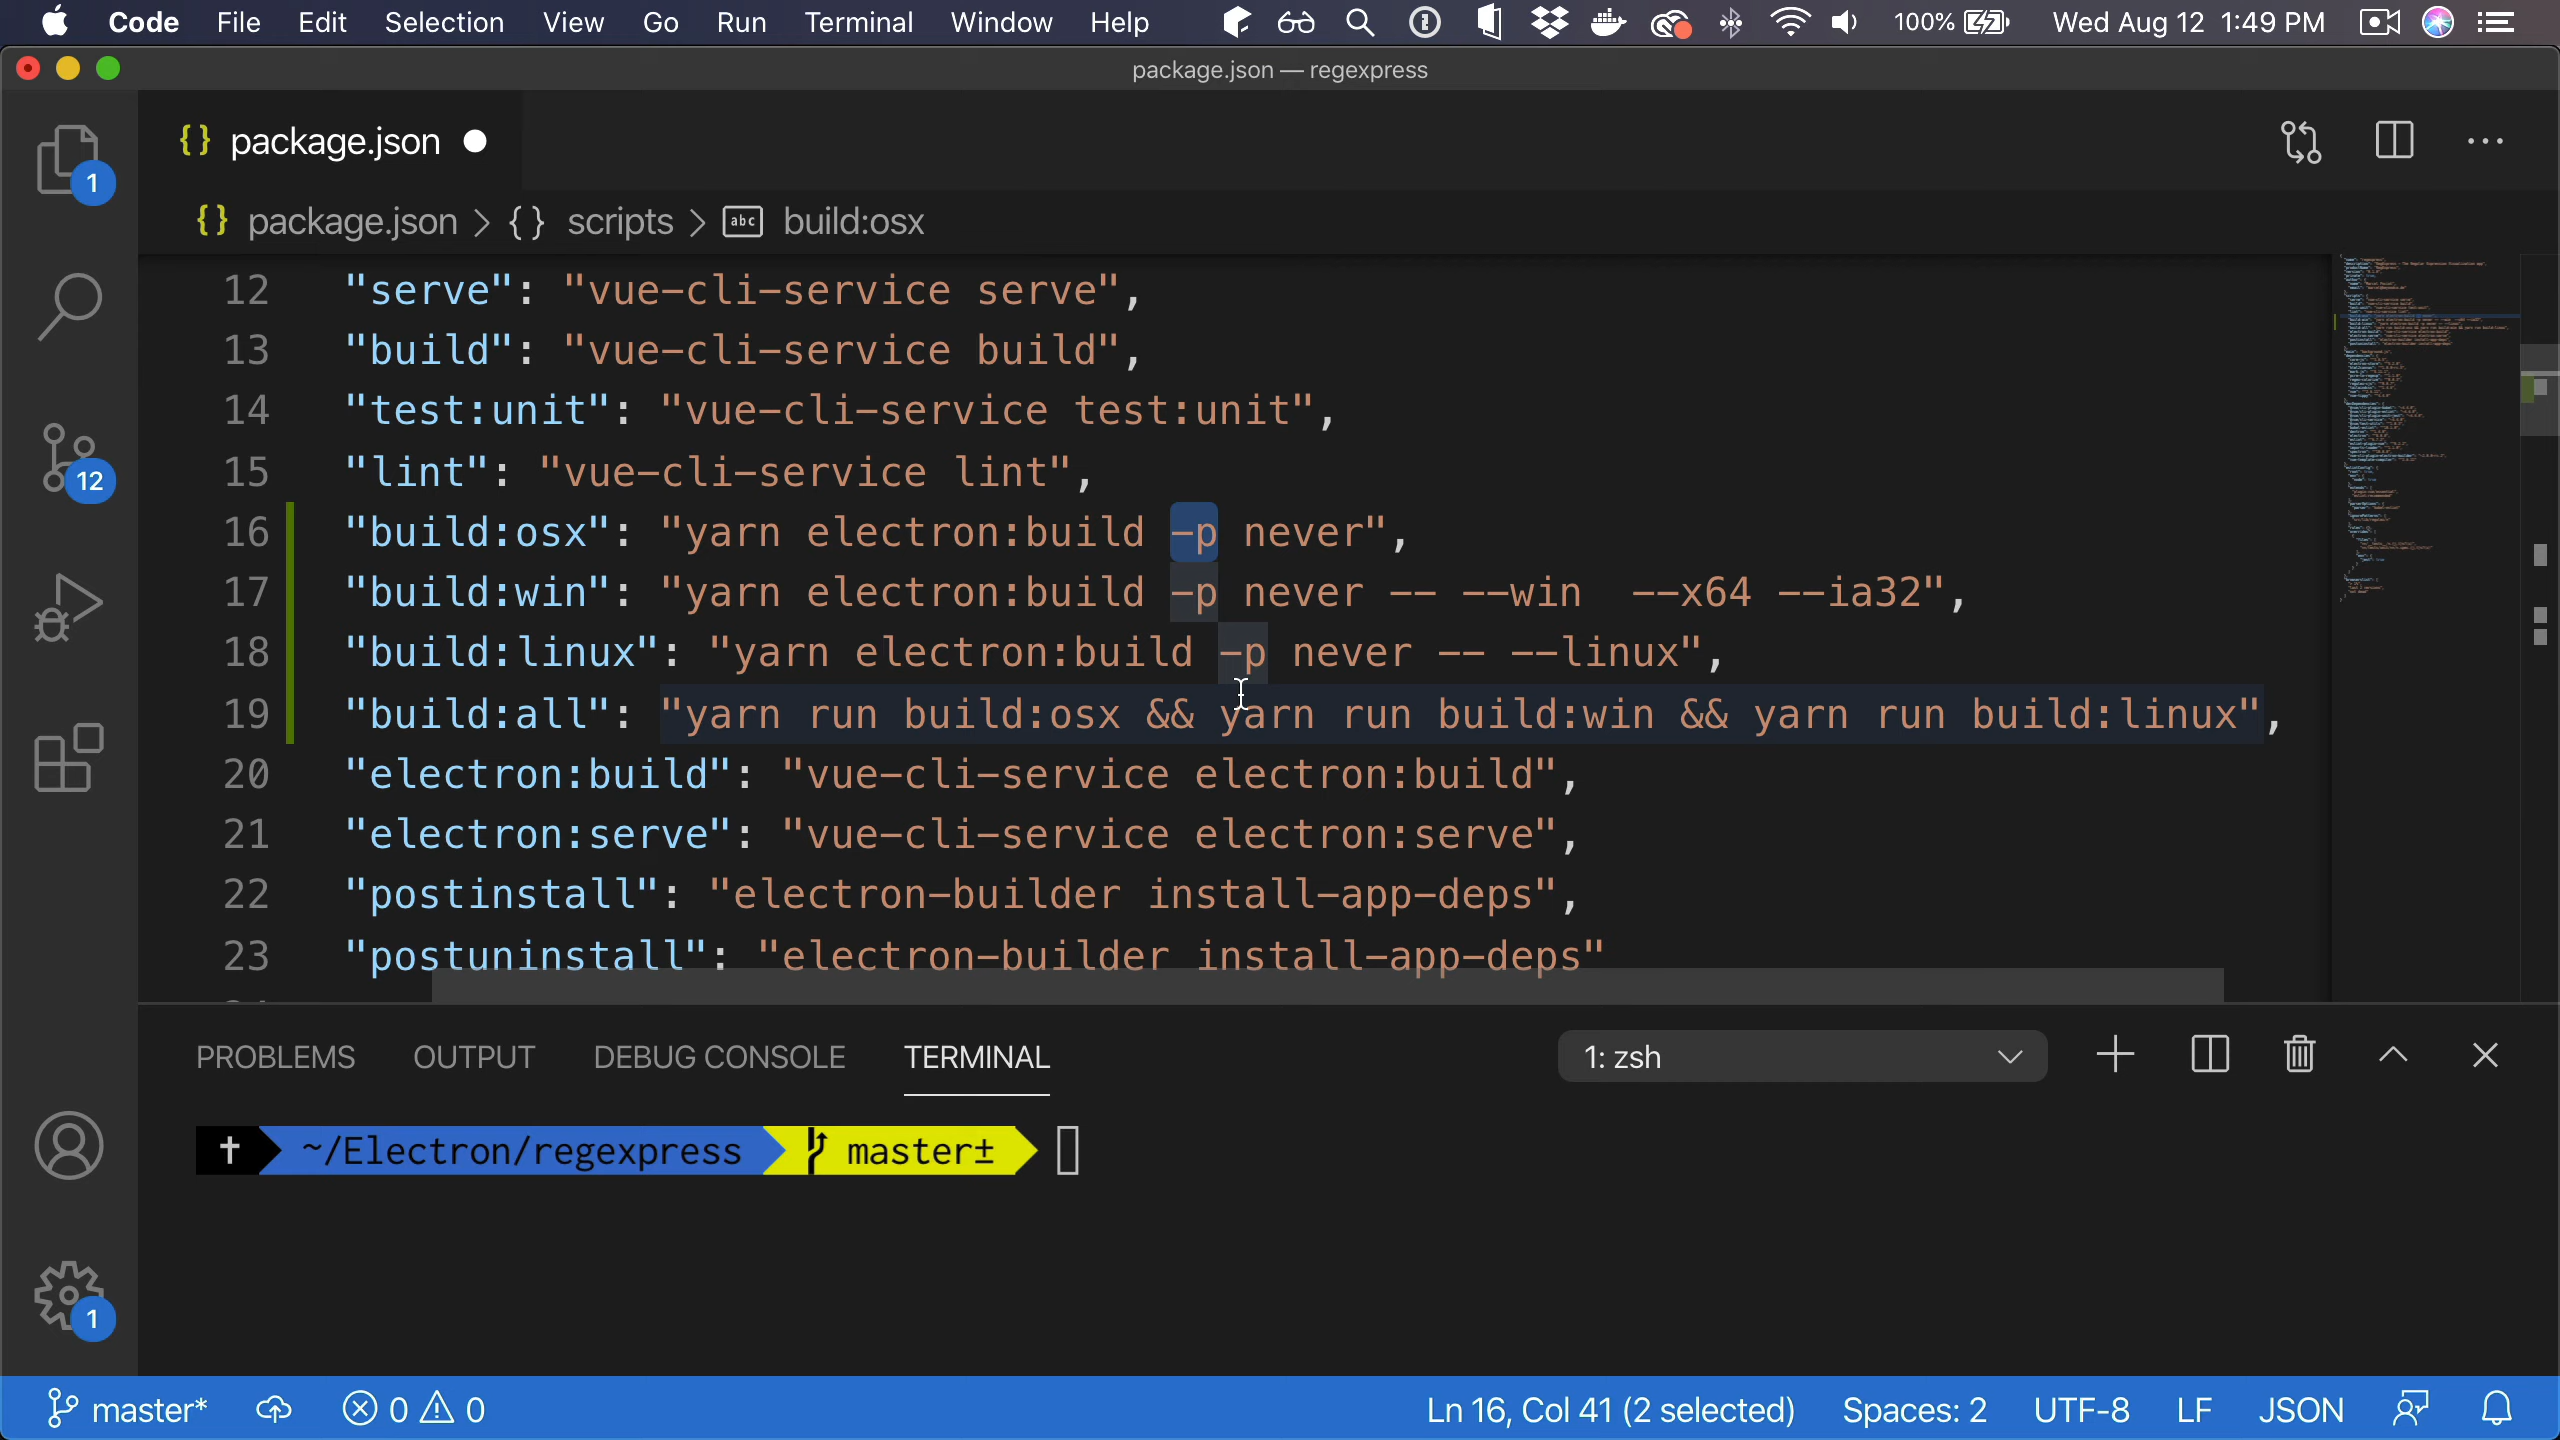 Code File Edit Selection View Go Run Terminal Window Help 100% Wed Aug 12 1:49 PM
package.json — regexpress
{} package.json
{} package.json > {} scripts > abc build:osx
12 "serve": "vue-cli-service serve",
13 "build": "vue-cli-service build",
14 "test:unit": "vue-cli-service test:unit",
15 "lint": "vue-cli-service lint",
16 "build:osx": "yarn electron:build -p never",
17 "build:win": "yarn electron:build -p never -- --win  --x64 --ia32",
18 "build:linux": "yarn electron:build -p never -- --linux",
19 "build:all": "yarn run build:osx && yarn run build:win && yarn run build:linux",
20 "electron:build": "vue-cli-service electron:build",
21 "electron:serve": "vue-cli-service electron:serve",
22 "postinstall": "electron-builder install-app-deps",
23 "postuninstall": "electron-builder install-app-deps"
1
12
1
PROBLEMS OUTPUT DEBUG CONSOLE TERMINAL 1: zsh
† ~/Electron/regexpress master±
master* 0 0 Ln 16, Col 41 (2 selected) Spaces: 2 UTF-8 LF JSON